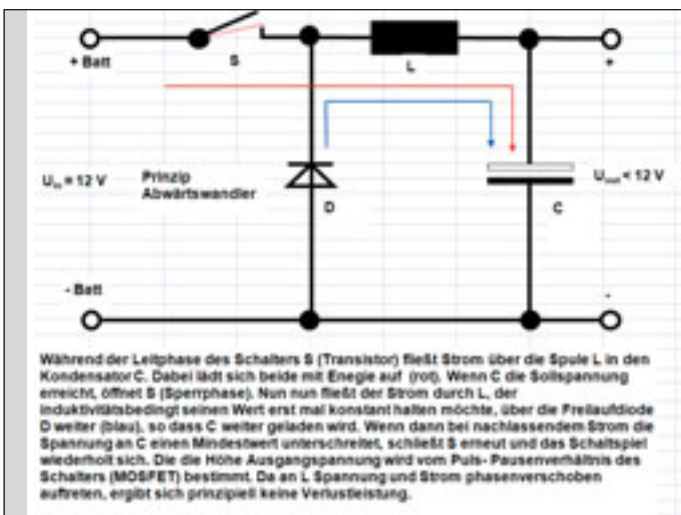 + Batt
S
L
+
U_in = 12 V
Prinzip
Abwärtswandler
D
C
U_out < 12 V
- Batt
-
Während der Leitphase des Schalters S (Transistor) fließt Strom über die Spule L in den
Kondensator C. Dabei lädt sich beide mit Enegie auf (rot). Wenn C die Sollspannung
erreicht, öffnet S (Sperrphase). Nun nun fließt der Strom durch L, der
induktivitätsbedingt seinen Wert erst mal konstant halten möchte, über die Freilaufdiode
D weiter (blau), so dass C weiter geladen wird. Wenn dann bei nachlassendem Strom die
Spannung an C einen Mindestwert unterschreitet, schließt S erneut und das Schaltspiel
wiederholt sich. Die die Höhe Ausgangspannung wird vom Puls- Pausenverhältnis des
Schalters (MOSFET) bestimmt. Da an L Spannung und Strom phasenverschoben
auftreten, ergibt sich prinzipiell keine Verlustleistung.